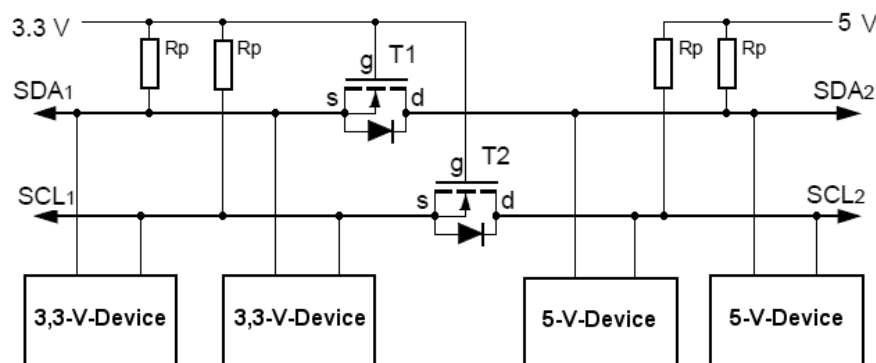 3.3 V 5 V
Rp Rp T1 Rp Rp
g
SDA1 s d SDA2
g T2
SCL1 s d SCL2
3,3-V-Device 3,3-V-Device 5-V-Device 5-V-Device